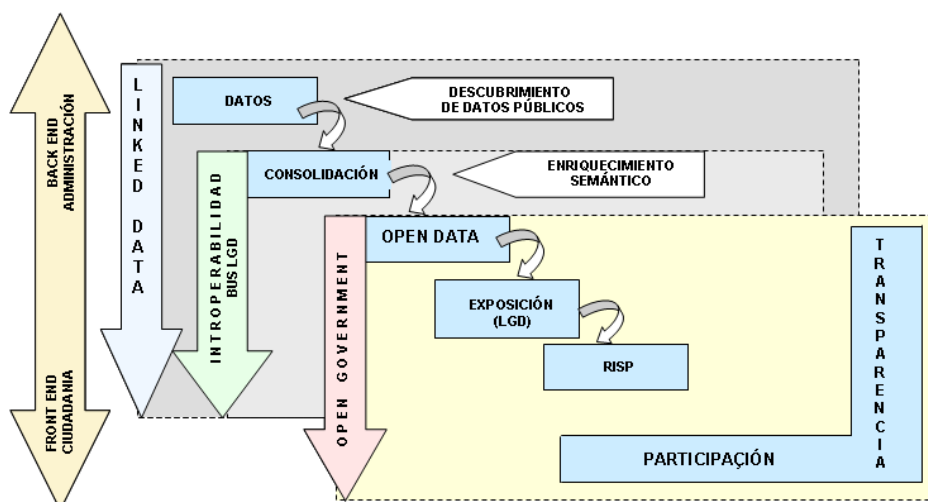 BACK END
ADMINISTRACIÓN
FRONT END
CIUDADANIA
LINKED DATA
INTROPERABILIDAD
BUS LGD
OPEN GOVERNMENT
DATOS
DESCUBRIMIENTO
DE DATOS PÚBLICOS
CONSOLIDACIÓN
ENRIQUECIMIENTO
SEMÁNTICO
OPEN DATA
EXPOSICIÓN
(LGD)
RISP
TRANSPARENCIA
PARTICIPAÇIÓN